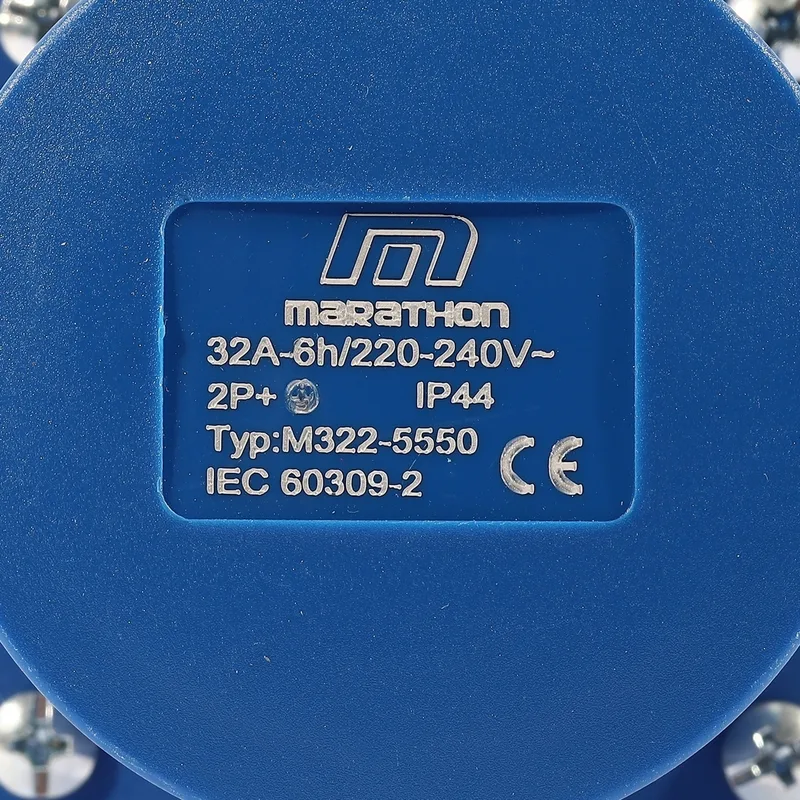 maRaTHon
32A-6h/220-240V~
2P+⏚ IP44
Typ:M322-5550
IEC 60309-2
CE